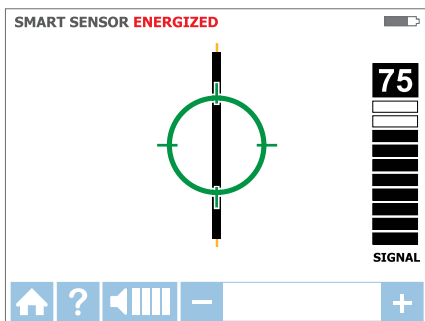 SMART SENSOR ENERGIZED
75
SIGNAL
?
− +